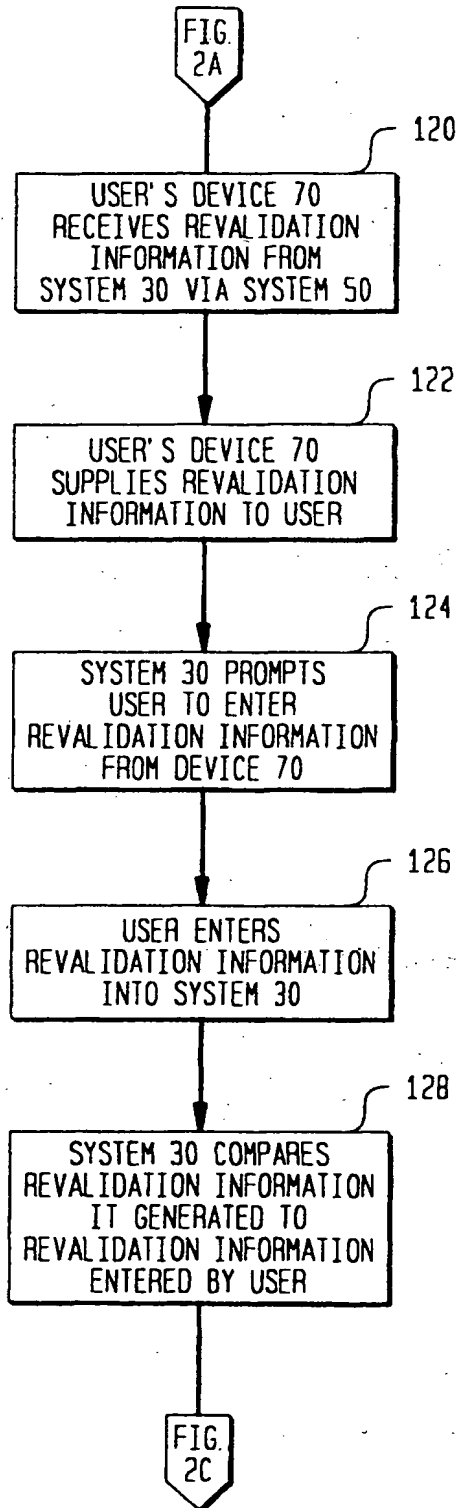 FIG.
2A
120
USER'S DEVICE 70
RECEIVES REVALIDATION
INFORMATION FROM
SYSTEM 30 VIA SYSTEM 50
122
USER'S DEVICE 70
SUPPLIES REVALIDATION
INFORMATION TO USER
124
SYSTEM 30 PROMPTS
USER TO ENTER
REVALIDATION INFORMATION
FROM DEVICE 70
126
USER ENTERS
REVALIDATION INFORMATION
INTO SYSTEM 30
128
SYSTEM 30 COMPARES
REVALIDATION INFORMATION
IT GENERATED TO
REVALIDATION INFORMATION
ENTERED BY USER
FIG.
2C